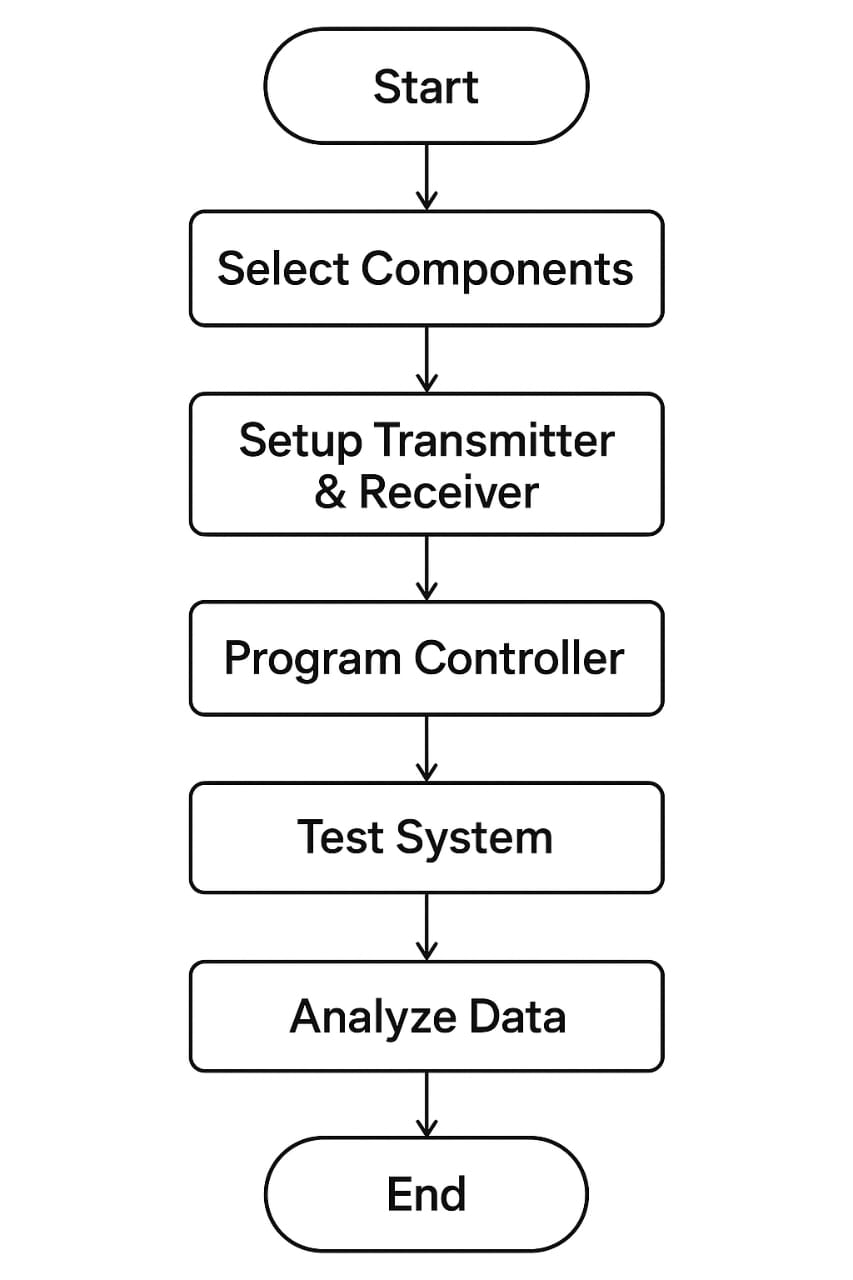 Start
Select Components
Setup Transmitter
& Receiver
Program Controller
Test System
Analyze Data
End